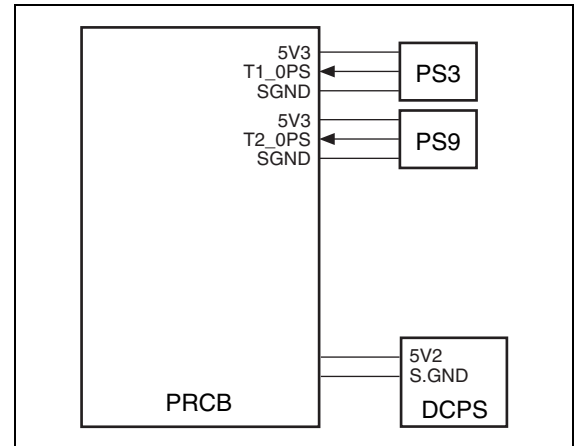 5V3
T1_0PS
SGND
PS3
5V3
T2_0PS
SGND
PS9
5V2
S.GND
DCPS
PRCB